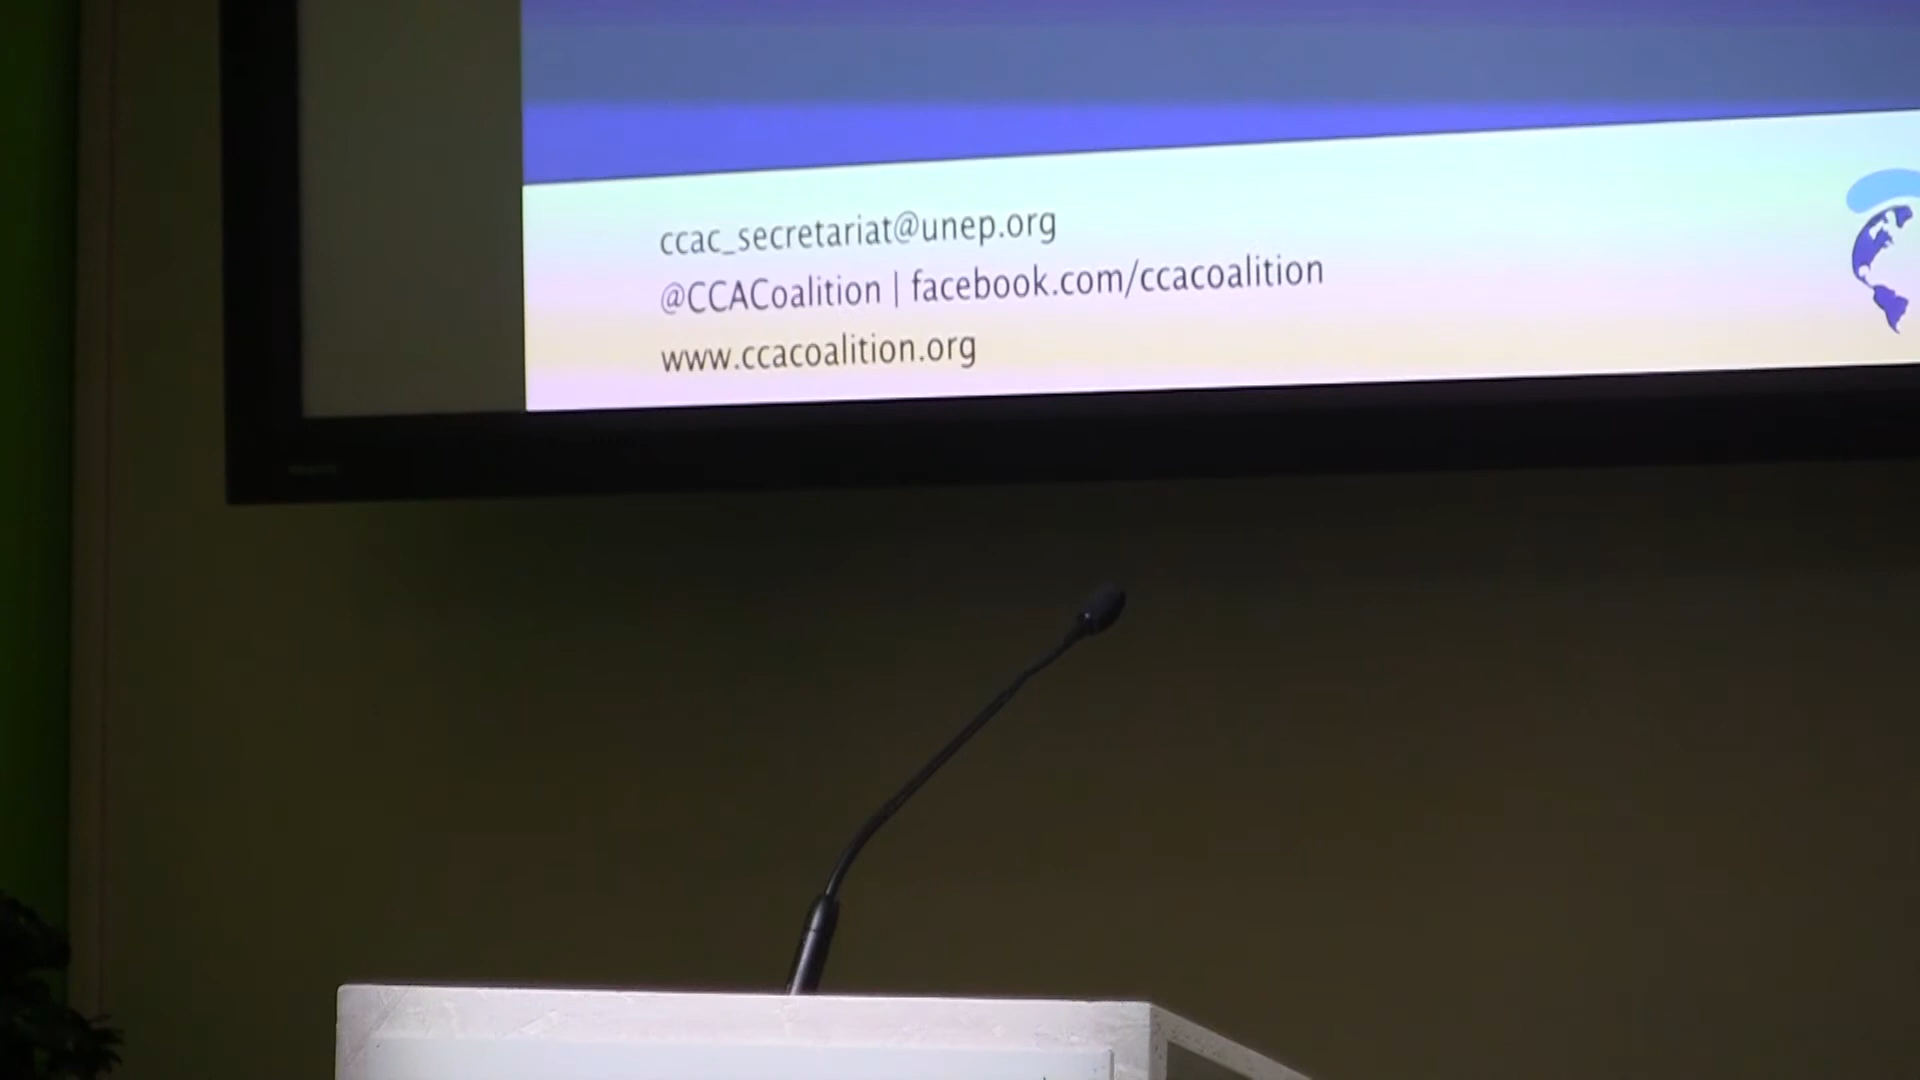 ccac_secretariat@unep.org
@CCACoalition | facebook.com/ccacoalition
www.ccacoalition.org